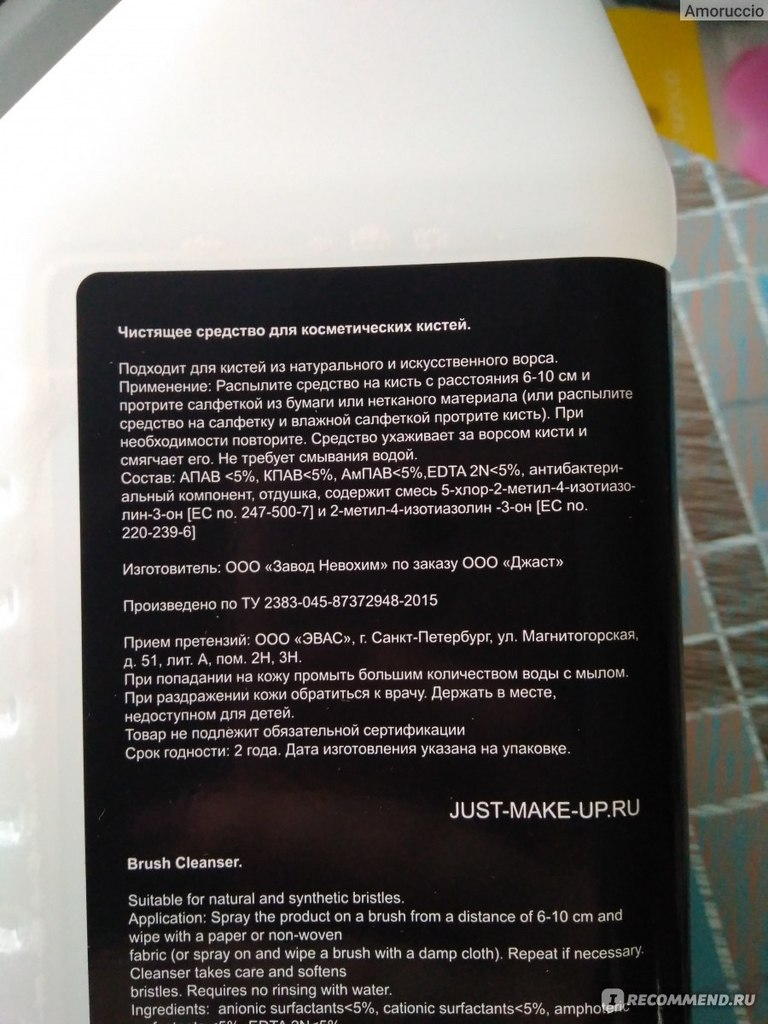 Amoruccio
Чистящее средство для косметических кистей.
Подходит для кистей из натурального и искусственного ворса.
Применение: Распылите средство на кисть с расстояния 6-10 см и
протрите салфеткой из бумаги или нетканого материала (или распылите
средство на салфетку и влажной салфеткой протрите кисть). При
необходимости повторите. Средство ухаживает за ворсом кисти и
смягчает его. Не требует смывания водой.
Состав: АПАВ <5%, КПАВ<5%, АмПАВ<5%,EDTA 2N<5%, антибактери-
альный компонент, отдушка, содержит смесь 5-хлор-2-метил-4-изотиазо-
лин-3-он [EC no. 247-500-7] и 2-метил-4-изотиазолин -3-он [EC no.
220-239-6]
Изготовитель: ООО «Завод Невохим» по заказу ООО «Джаст»
Произведено по ТУ 2383-045-87372948-2015
Прием претензий: ООО «ЭВАС», г. Санкт-Петербург, ул. Магнитогорская,
д. 51, лит. А, пом. 2Н, 3Н.
При попадании на кожу промыть большим количеством воды с мылом.
При раздражении кожи обратиться к врачу. Держать в месте,
недоступном для детей.
Товар не подлежит обязательной сертификации
Срок годности: 2 года. Дата изготовления указана на упаковке.
JUST-MAKE-UP.RU
Brush Cleanser.
Suitable for natural and synthetic bristles.
Application: Spray the product on a brush from a distance of 6-10 cm and
wipe with a paper or non-woven
fabric (or spray on and wipe a brush with a damp cloth). Repeat if necessary.
Cleanser takes care and softens
bristles. Requires no rinsing with water.
Ingredients: anionic surfactants<5%, cationic surfactants<5%, amphoteric
IRECOMMEND.RU